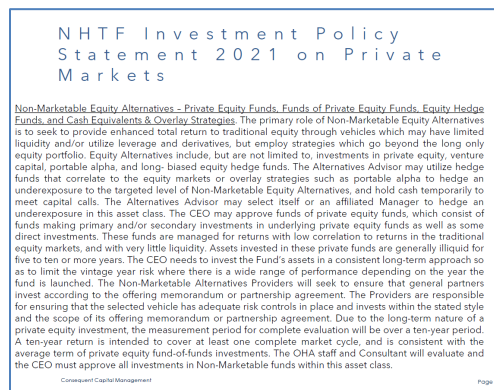 NHTF Investment Policy
Statement 2021 on Private
Markets
Non-Marketable Equity Alternatives – Private Equity Funds, Funds of Private Equity Funds, Equity Hedge
Funds, and Cash Equivalents & Overlay Strategies. The primary role of Non-Marketable Equity Alternatives
is to seek to provide enhanced total return to traditional equity through vehicles which may have limited
liquidity and/or utilize leverage and derivatives, but employ strategies which go beyond the long only
equity portfolio. Equity Alternatives include, but are not limited to, investments in private equity, venture
capital, portable alpha, and long- biased equity hedge funds. The Alternatives Advisor may utilize hedge
funds that correlate to the equity markets or overlay strategies such as portable alpha to hedge an
underexposure to the targeted level of Non-Marketable Equity Alternatives, and hold cash temporarily to
meet capital calls. The Alternatives Advisor may select itself or an affiliated Manager to hedge an
underexposure in this asset class. The CEO may approve funds of private equity funds, which consist of
funds making primary and/or secondary investments in underlying private equity funds as well as some
direct investments. These funds are managed for returns with low correlation to returns in the traditional
equity markets, and with very little liquidity. Assets invested in these private funds are generally illiquid for
five to ten or more years. The CEO needs to invest the Fund's assets in a consistent long-term approach so
as to limit the vintage year risk where there is a wide range of performance depending on the year the
fund is launched. The Non-Marketable Alternatives Providers will seek to ensure that general partners
invest according to the offering memorandum or partnership agreement. The Providers are responsible
for ensuring that the selected vehicle has adequate risk controls in place and invests within the stated style
and the scope of its offering memorandum or partnership agreement. Due to the long-term nature of a
private equity investment, the measurement period for complete evaluation will be over a ten-year period.
A ten-year return is intended to cover at least one complete market cycle, and is consistent with the
average term of private equity fund-of-funds investments. The OHA staff and Consultant will evaluate and
the CEO must approve all investments in Non-Marketable funds within this asset class.
Consequent Capital Management
Page